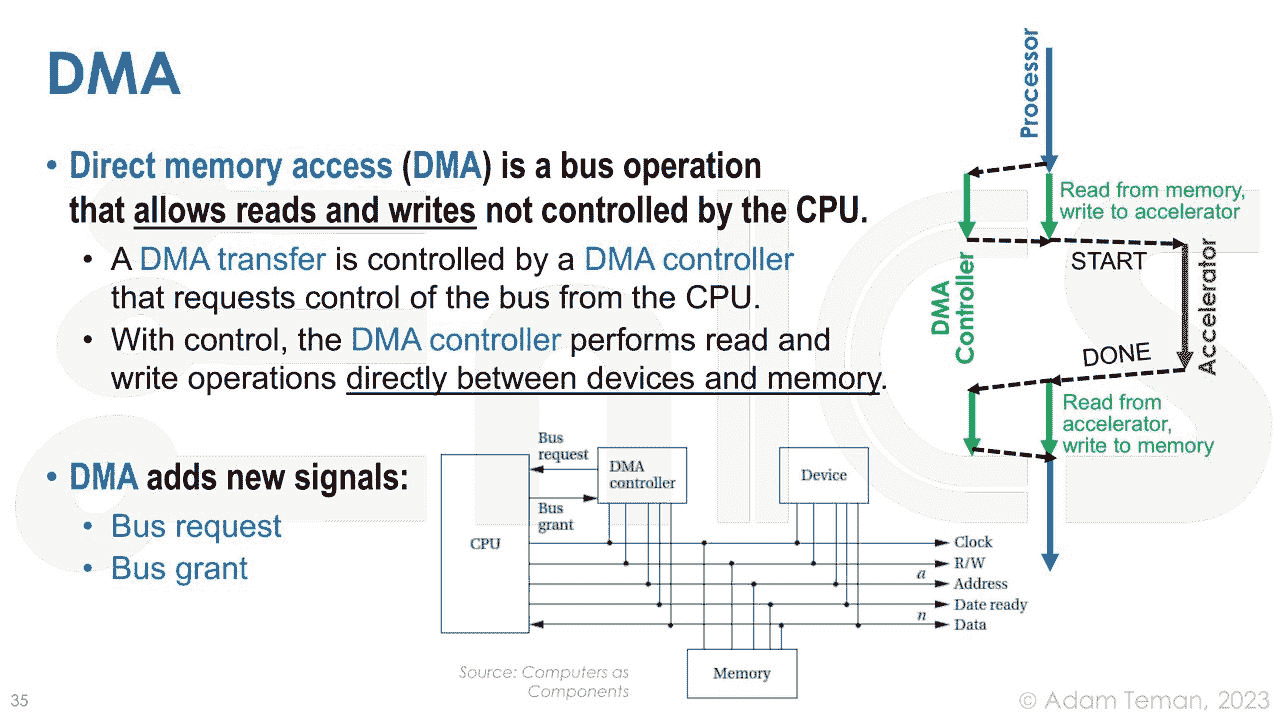 DMA
• Direct memory access (DMA) is a bus operation
that allows reads and writes not controlled by the CPU.
• A DMA transfer is controlled by a DMA controller
that requests control of the bus from the CPU.
• With control, the DMA controller performs read and
write operations directly between devices and memory.
• DMA adds new signals:
• Bus request
• Bus grant
Processor
Read from memory,
write to accelerator
START
DMA
Controller
Accelerator
DONE
Read from
accelerator,
write to memory
Bus
request
DMA
controller
Device
Bus
grant
CPU
Clock
R/W
a
Address
Date ready
n
Data
Memory
Source: Computers as
Components
EnICS
35
© Adam Teman, 2023